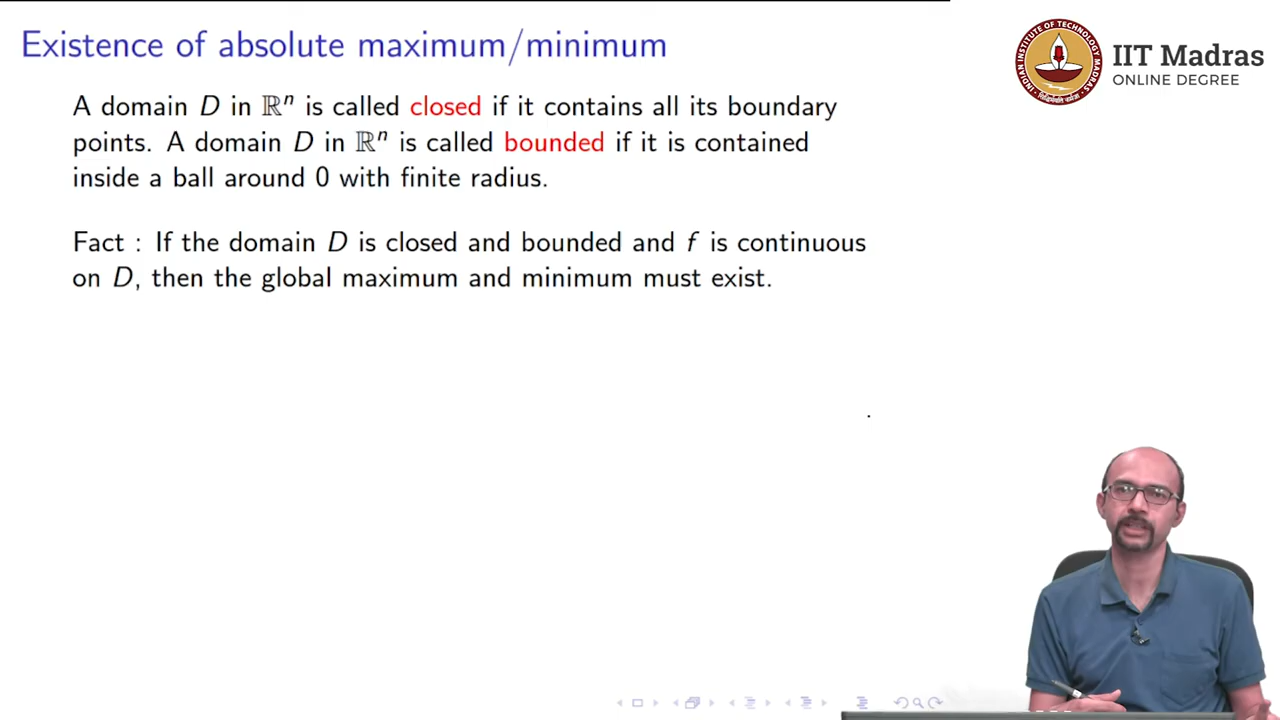 Existence of absolute maximum/minimum
IIT Madras
ONLINE DEGREE
A domain D in ℝⁿ is called closed if it contains all its boundary
points. A domain D in ℝⁿ is called bounded if it is contained
inside a ball around 0 with finite radius.
Fact : If the domain D is closed and bounded and f is continuous
on D, then the global maximum and minimum must exist.